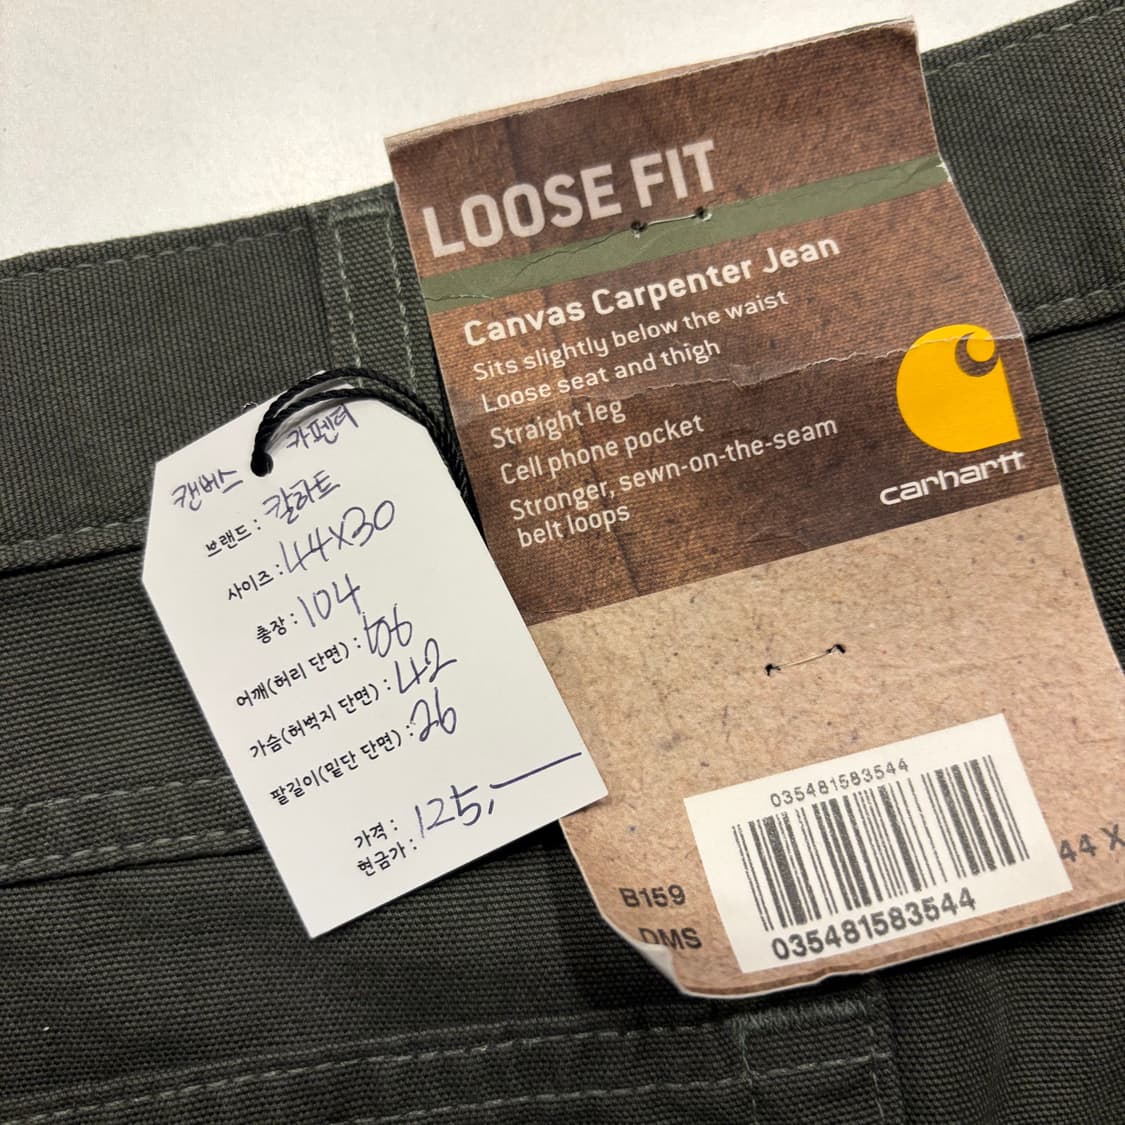 LOOSE FIT
Canvas Carpenter Jean
Sits slightly below the waist
Loose seat and thigh
Straight leg
Cell phone pocket
Stronger, sewn-on-the-seam
belt loops
carhartt
035481583544
035481583544
B159
DMS
44 X
캔버스 카펜더
브랜드 : 칼하트
사이즈 : 44X30
총장 : 104
어깨(허리 단면) : 56
가슴(허벅지 단면) : 42
팔길이(밑단 단면) : 26
가격 :
현금가 : 125,-